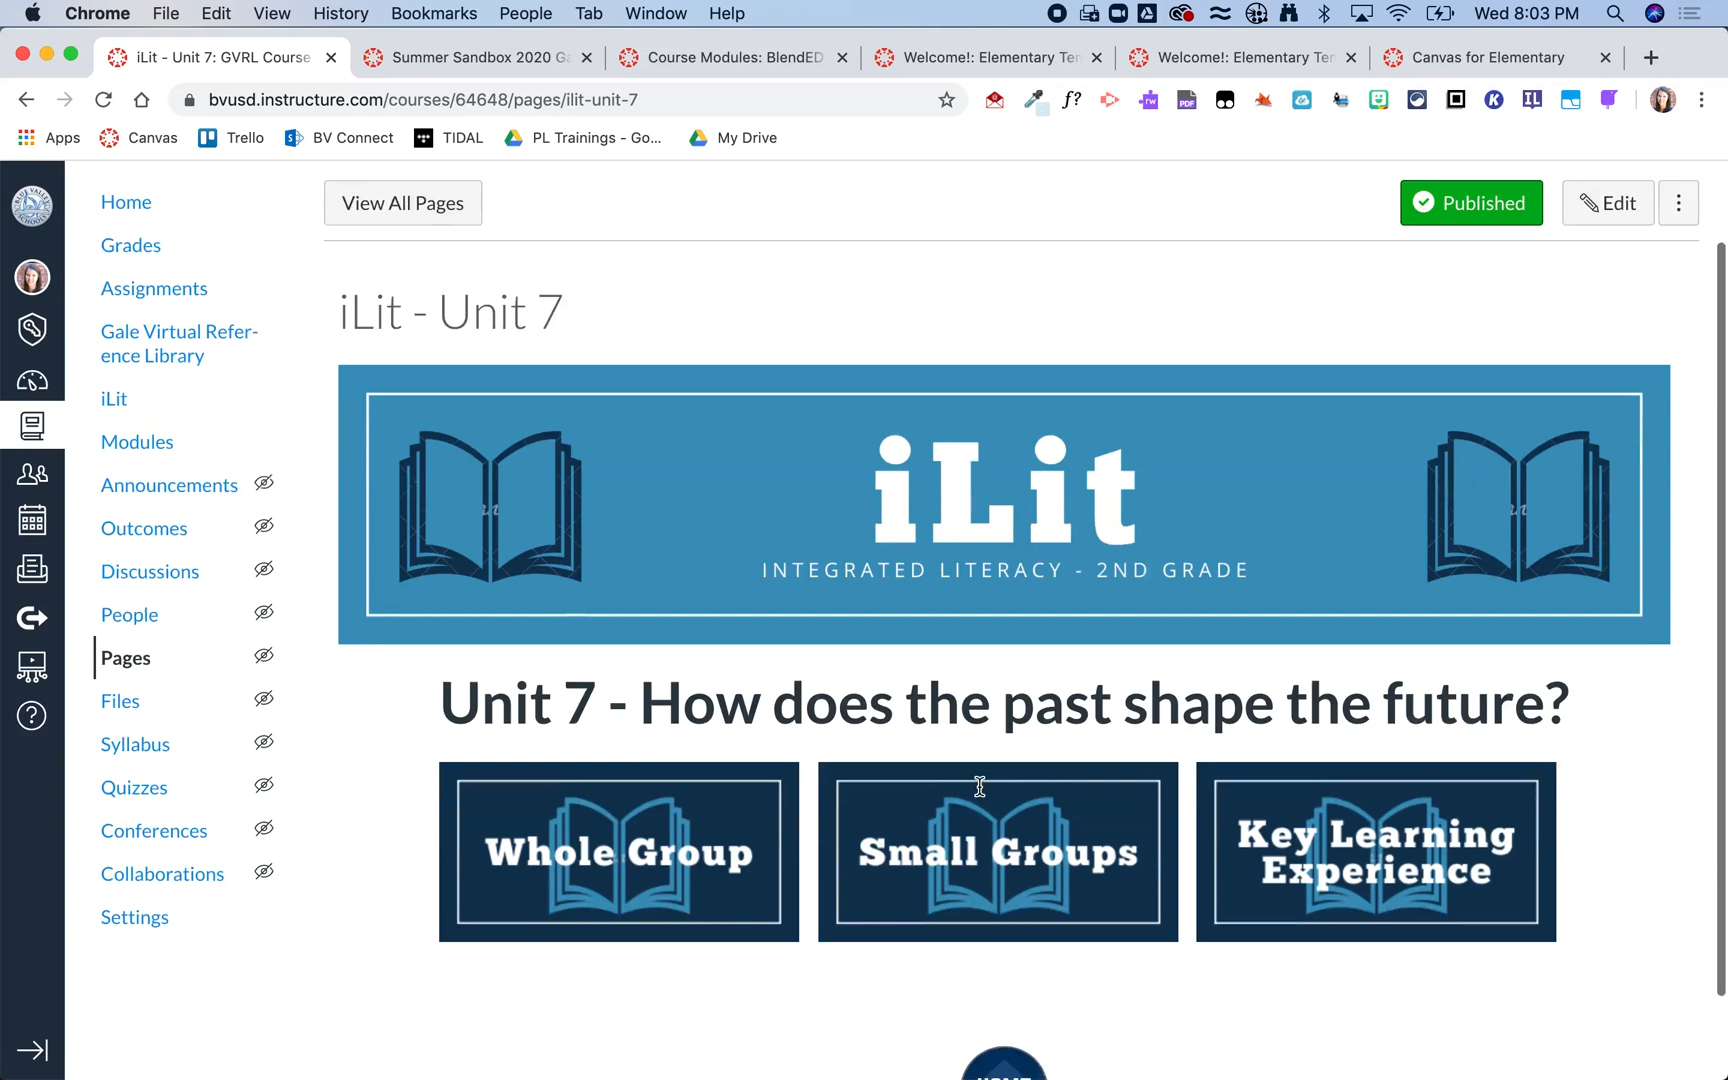 Chrome File Edit View History Bookmarks People Tab Window Help Wed 8:03 PM
iLit - Unit 7: GVRL Course Summer Sandbox 2020 Ga Course Modules: BlendED Welcome!: Elementary Ten Welcome!: Elementary Ten Canvas for Elementary
bvusd.instructure.com/courses/64648/pages/ilit-unit-7
Apps Canvas Trello BV Connect TIDAL PL Trainings - Go... My Drive
View All Pages
Published
Edit
Home
Grades
Assignments
Gale Virtual Refer-
ence Library
iLit
Modules
Announcements
Outcomes
Discussions
People
Pages
Files
Syllabus
Quizzes
Conferences
Collaborations
Settings
iLit - Unit 7
iLit
INTEGRATED LITERACY - 2ND GRADE
Unit 7 - How does the past shape the future?
Whole Group
Small Groups
Key Learning
Experience